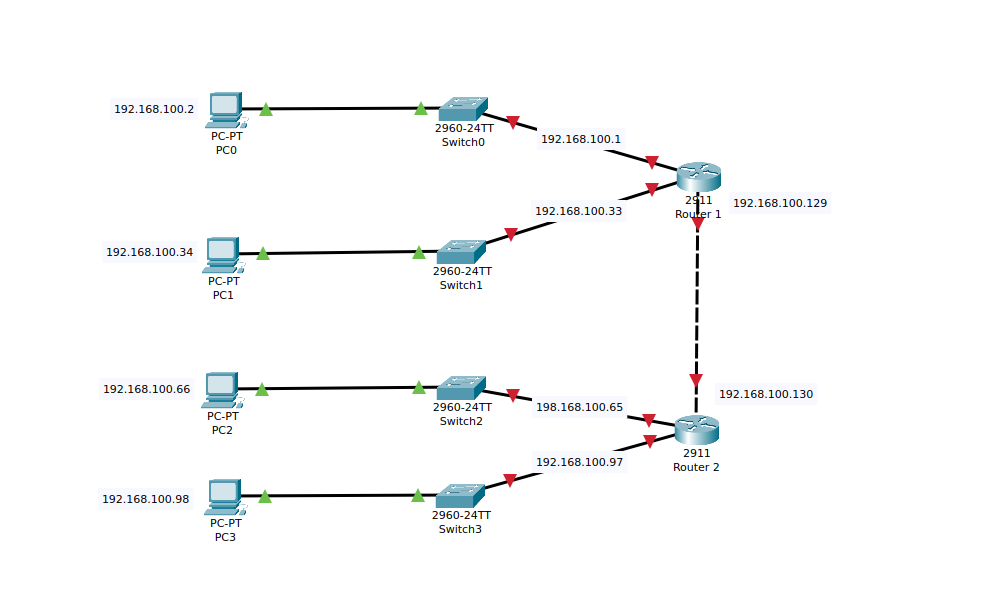 192.168.100.2
PC-PT
PC0
2960-24TT
Switch0
192.168.100.1
2911
Router 1
192.168.100.129
192.168.100.33
192.168.100.34
PC-PT
PC1
2960-24TT
Switch1
192.168.100.66
PC-PT
PC2
2960-24TT
Switch2
198.168.100.65
192.168.100.130
2911
Router 2
192.168.100.97
192.168.100.98
PC-PT
PC3
2960-24TT
Switch3